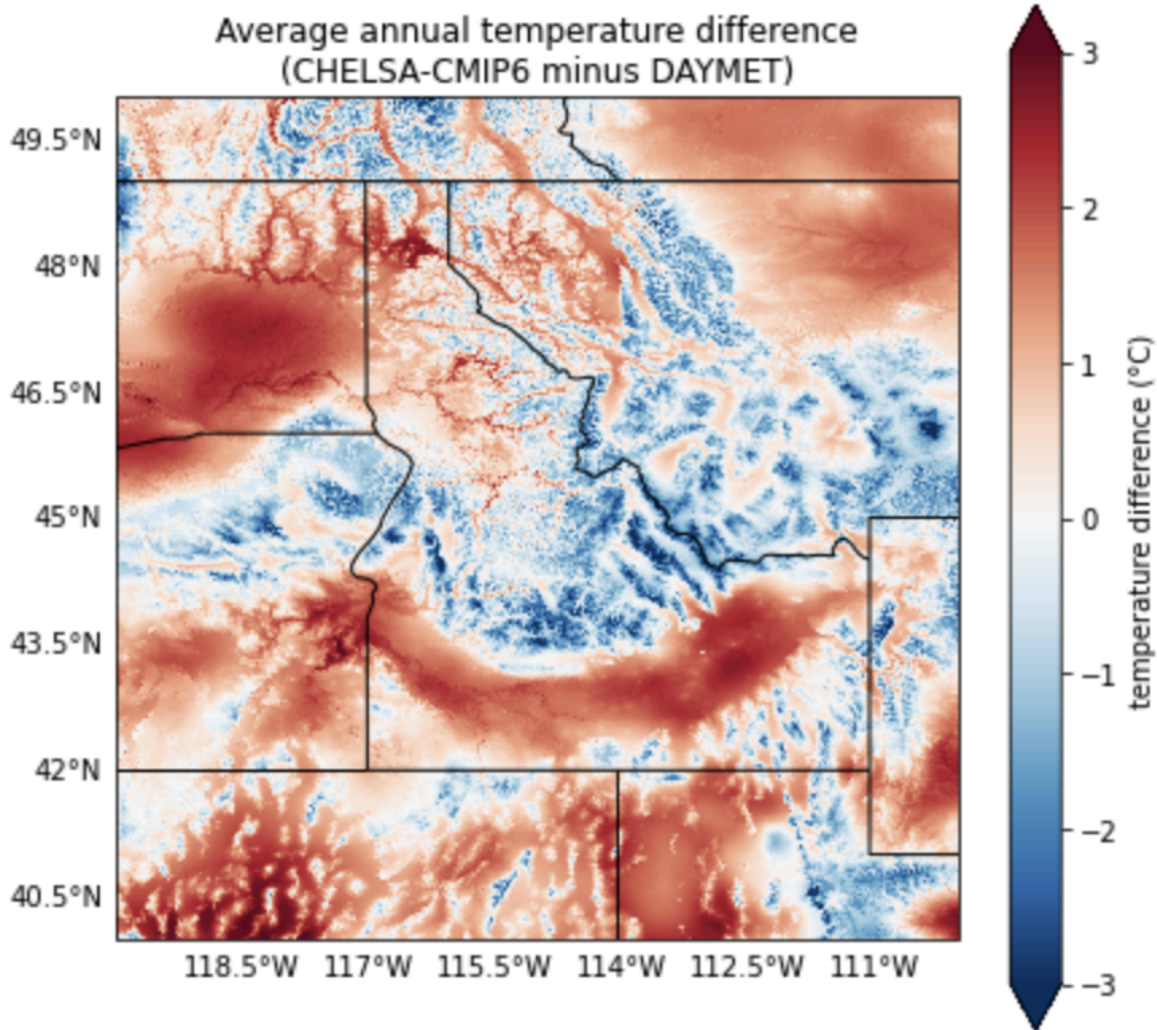 Average annual temperature difference
(CHELSA-CMIP6 minus DAYMET)
49.5°N
48°N
46.5°N
45°N
43.5°N
42°N
40.5°N
118.5°W 117°W 115.5°W 114°W 112.5°W 111°W
3
2
1
0
−1
−2
−3
temperature difference (°C)